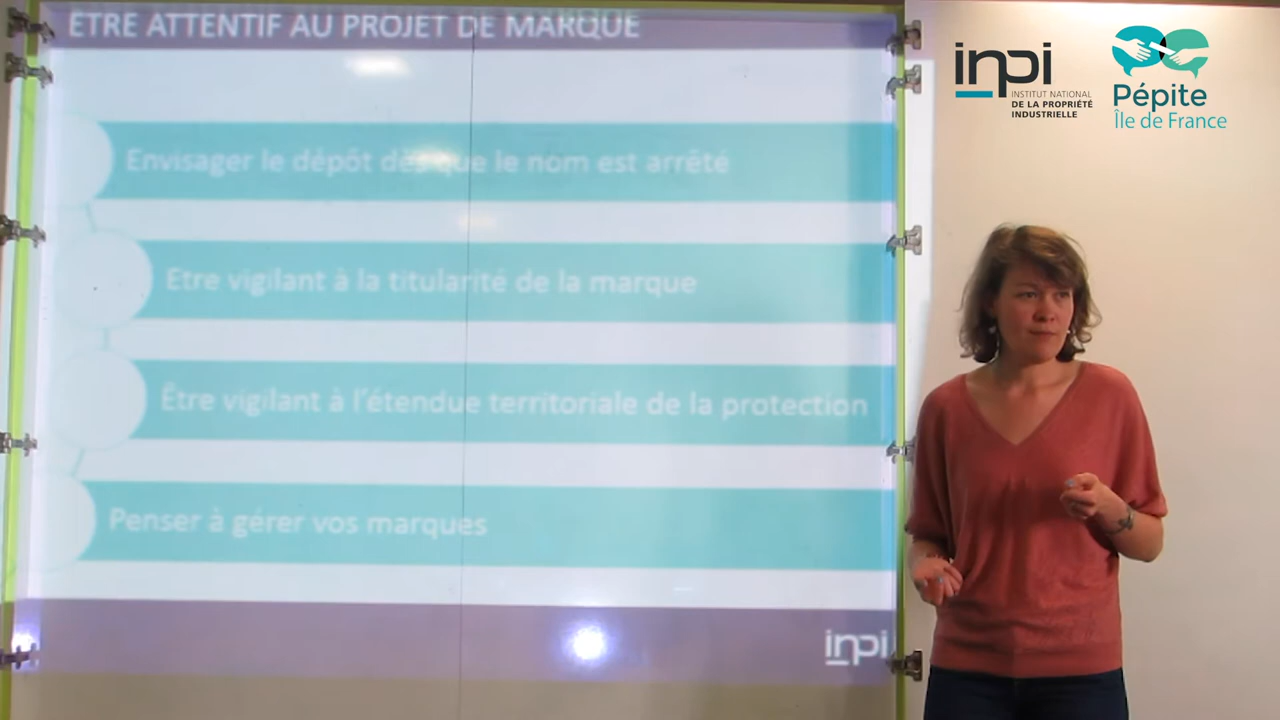 ÊTRE ATTENTIF AU PROJET DE MARQUE
Envisager le dépôt dès que le nom est arrêté
Etre vigilant à la titularité de la marque
Être vigilant à l'étendue territoriale de la protection
Penser à gérer vos marques
inpi
inpi
INSTITUT NATIONAL
DE LA PROPRIÉTÉ
INDUSTRIELLE
Pépite
Île de France